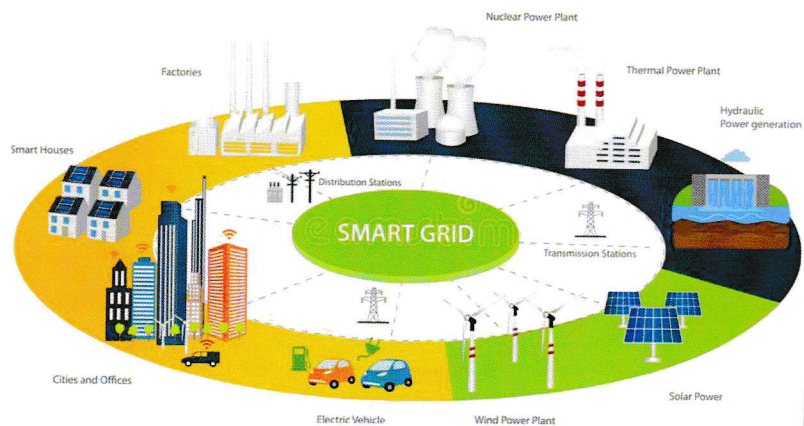 Nuclear Power Plant
Factories
Thermal Power Plant
Hydraulic
Power generation
Smart Houses
Distribution Stations
SMART GRID
Transmission Stations
Cities and Offices
Solar Power
Electric Vehicle
Wind Power Plant